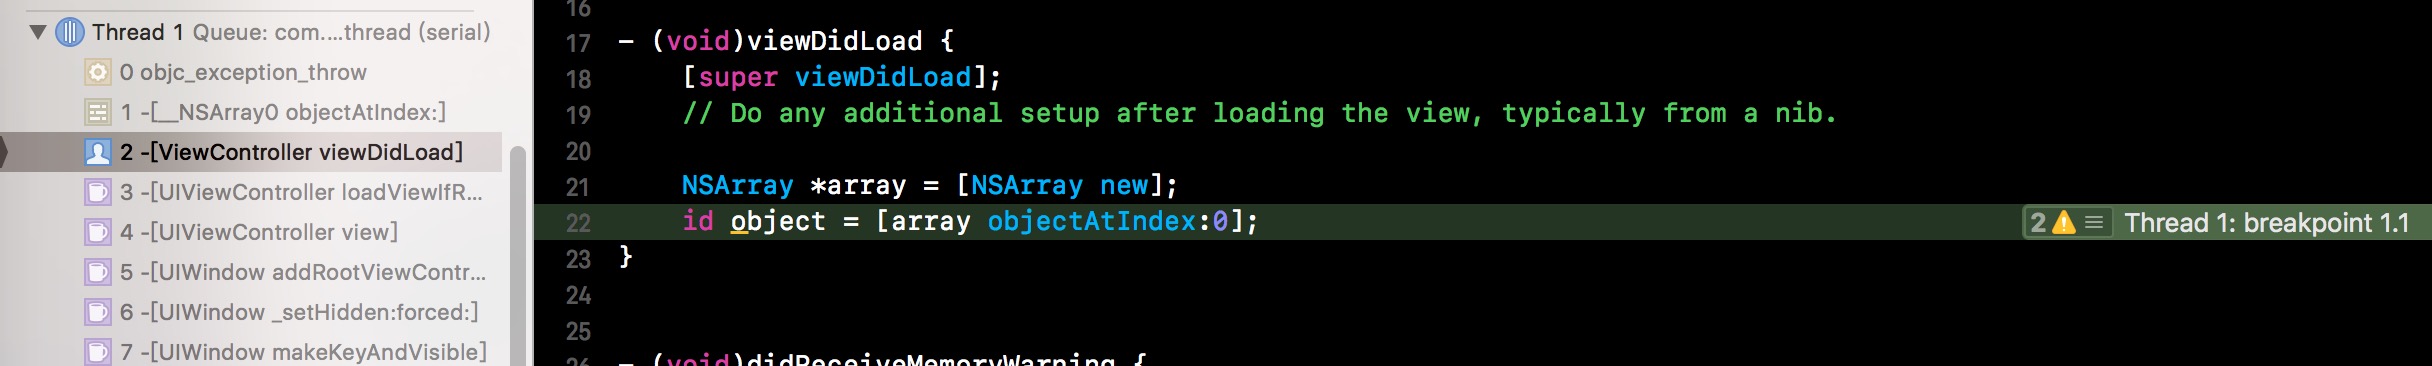 Thread 1 Queue: com.…thread (serial)
0 objc_exception_throw
1 -[__NSArray0 objectAtIndex:]
2 -[ViewController viewDidLoad]
3 -[UIViewController loadViewIfR…
4 -[UIViewController view]
5 -[UIWindow addRootViewContr…
6 -[UIWindow _setHidden:forced:]
7 -[UIWindow makeKeyAndVisible]
16
17 - (void)viewDidLoad {
18 [super viewDidLoad];
19 // Do any additional setup after loading the view, typically from a nib.
20
21 NSArray *array = [NSArray new];
22 id object = [array objectAtIndex:0]; 2 Thread 1: breakpoint 1.1
23 }
24
25
26 - (void)didReceiveMemoryWarning {